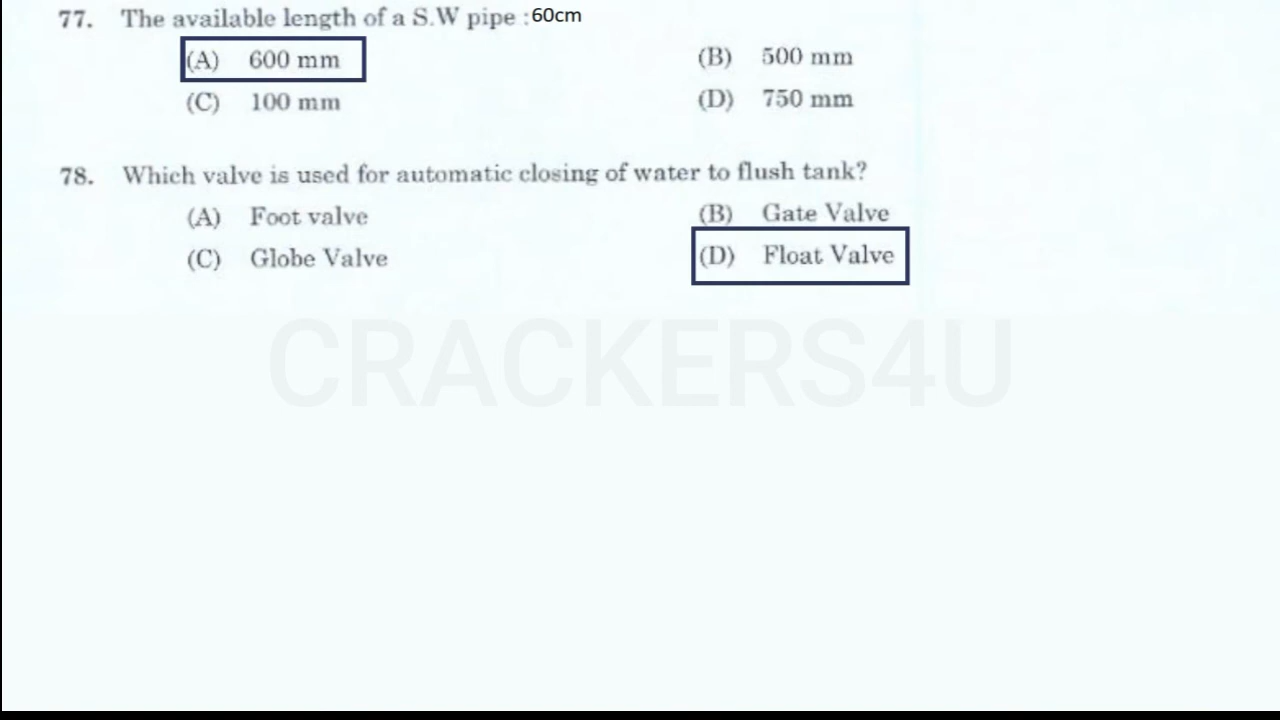 77. The available length of a S.W pipe :60cm
(A) 600 mm (B) 500 mm
(C) 100 mm (D) 750 mm
78. Which valve is used for automatic closing of water to flush tank?
(A) Foot valve (B) Gate Valve
(C) Globe Valve (D) Float Valve
CRACKERS4U